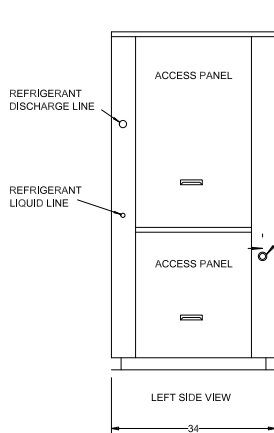 ACCESS PANEL
REFRIGERANT
DISCHARGE LINE
REFRIGERANT
LIQUID LINE
ACCESS PANEL
LEFT SIDE VIEW
34